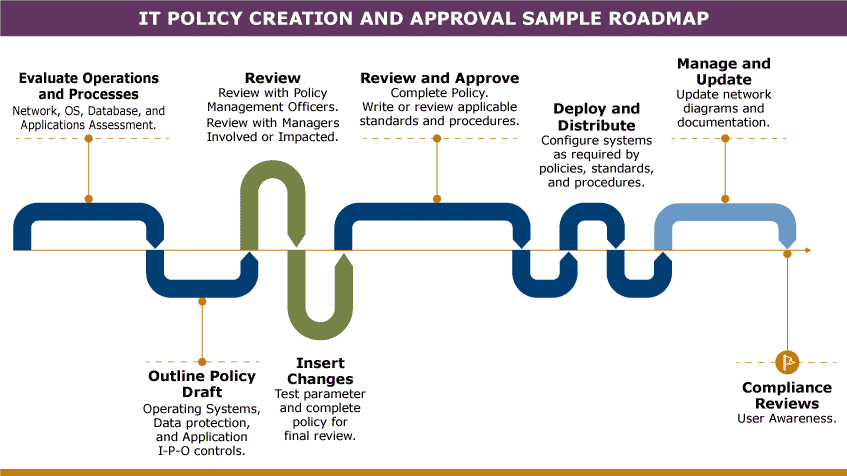 IT POLICY CREATION AND APPROVAL SAMPLE ROADMAP
Evaluate Operations
and Processes
Network, OS, Database, and
Applications Assessment.
Review
Review with Policy
Management Officers.
Review with Managers
Involved or Impacted.
Review and Approve
Complete Policy.
Write or review applicable
standards and procedures.
Deploy and
Distribute
Configure systems
as required by
policies, standards,
and procedures.
Manage and
Update
Update network
diagrams and
documentation.
Outline Policy
Draft
Operating Systems,
Data protection,
and Application
I-P-O controls.
Insert
Changes
Test parameter
and complete
policy for
final review.
Compliance
Reviews
User Awareness.